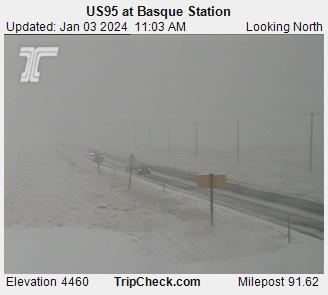 US95 at Basque Station
Updated: Jan 03 2024 11:03 AM Looking North
Elevation 4460 TripCheck.com Milepost 91.62